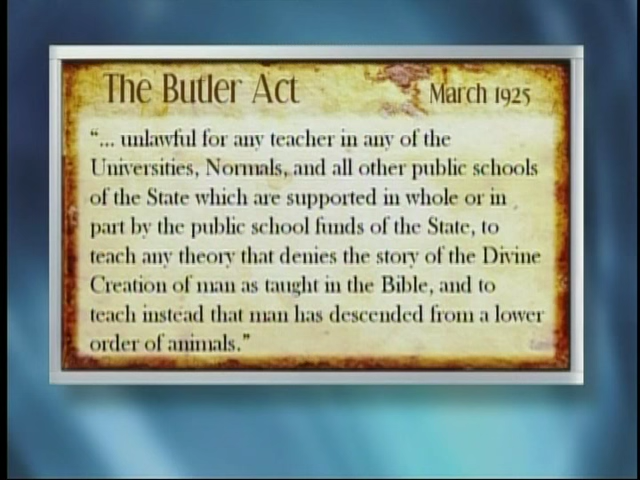 The Butler Act March 1925
"... unlawful for any teacher in any of the
Universities, Normals, and all other public schools
of the State which are supported in whole or in
part by the public school funds of the State, to
teach any theory that denies the story of the Divine
Creation of man as taught in the Bible, and to
teach instead that man has descended from a lower
order of animals."